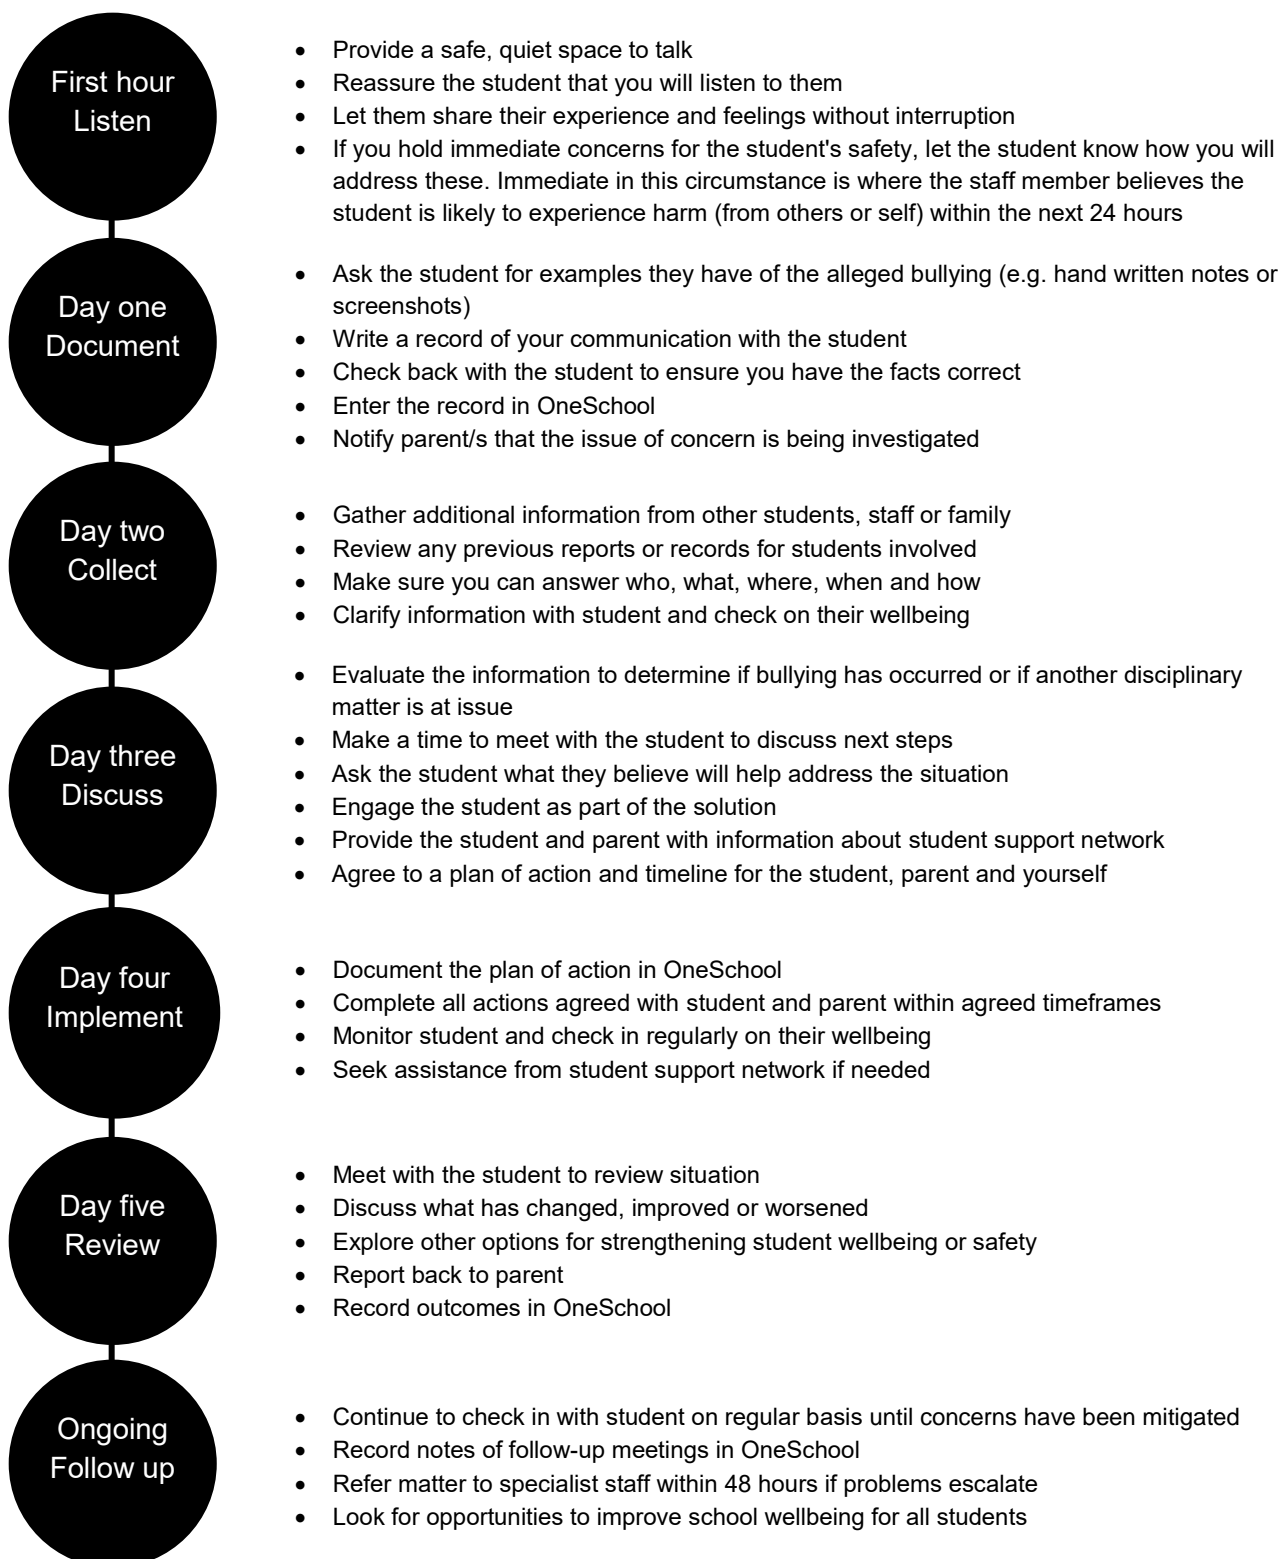 First hour
Listen
• Provide a safe, quiet space to talk
• Reassure the student that you will listen to them
• Let them share their experience and feelings without interruption
• If you hold immediate concerns for the student's safety, let the student know how you will
address these. Immediate in this circumstance is where the staff member believes the
student is likely to experience harm (from others or self) within the next 24 hours
Day one
Document
• Ask the student for examples they have of the alleged bullying (e.g. hand written notes or
screenshots)
• Write a record of your communication with the student
• Check back with the student to ensure you have the facts correct
• Enter the record in OneSchool
• Notify parent/s that the issue of concern is being investigated
Day two
Collect
• Gather additional information from other students, staff or family
• Review any previous reports or records for students involved
• Make sure you can answer who, what, where, when and how
• Clarify information with student and check on their wellbeing
Day three
Discuss
• Evaluate the information to determine if bullying has occurred or if another disciplinary
matter is at issue
• Make a time to meet with the student to discuss next steps
• Ask the student what they believe will help address the situation
• Engage the student as part of the solution
• Provide the student and parent with information about student support network
• Agree to a plan of action and timeline for the student, parent and yourself
Day four
Implement
• Document the plan of action in OneSchool
• Complete all actions agreed with student and parent within agreed timeframes
• Monitor student and check in regularly on their wellbeing
• Seek assistance from student support network if needed
Day five
Review
• Meet with the student to review situation
• Discuss what has changed, improved or worsened
• Explore other options for strengthening student wellbeing or safety
• Report back to parent
• Record outcomes in OneSchool
Ongoing
Follow up
• Continue to check in with student on regular basis until concerns have been mitigated
• Record notes of follow-up meetings in OneSchool
• Refer matter to specialist staff within 48 hours if problems escalate
• Look for opportunities to improve school wellbeing for all students